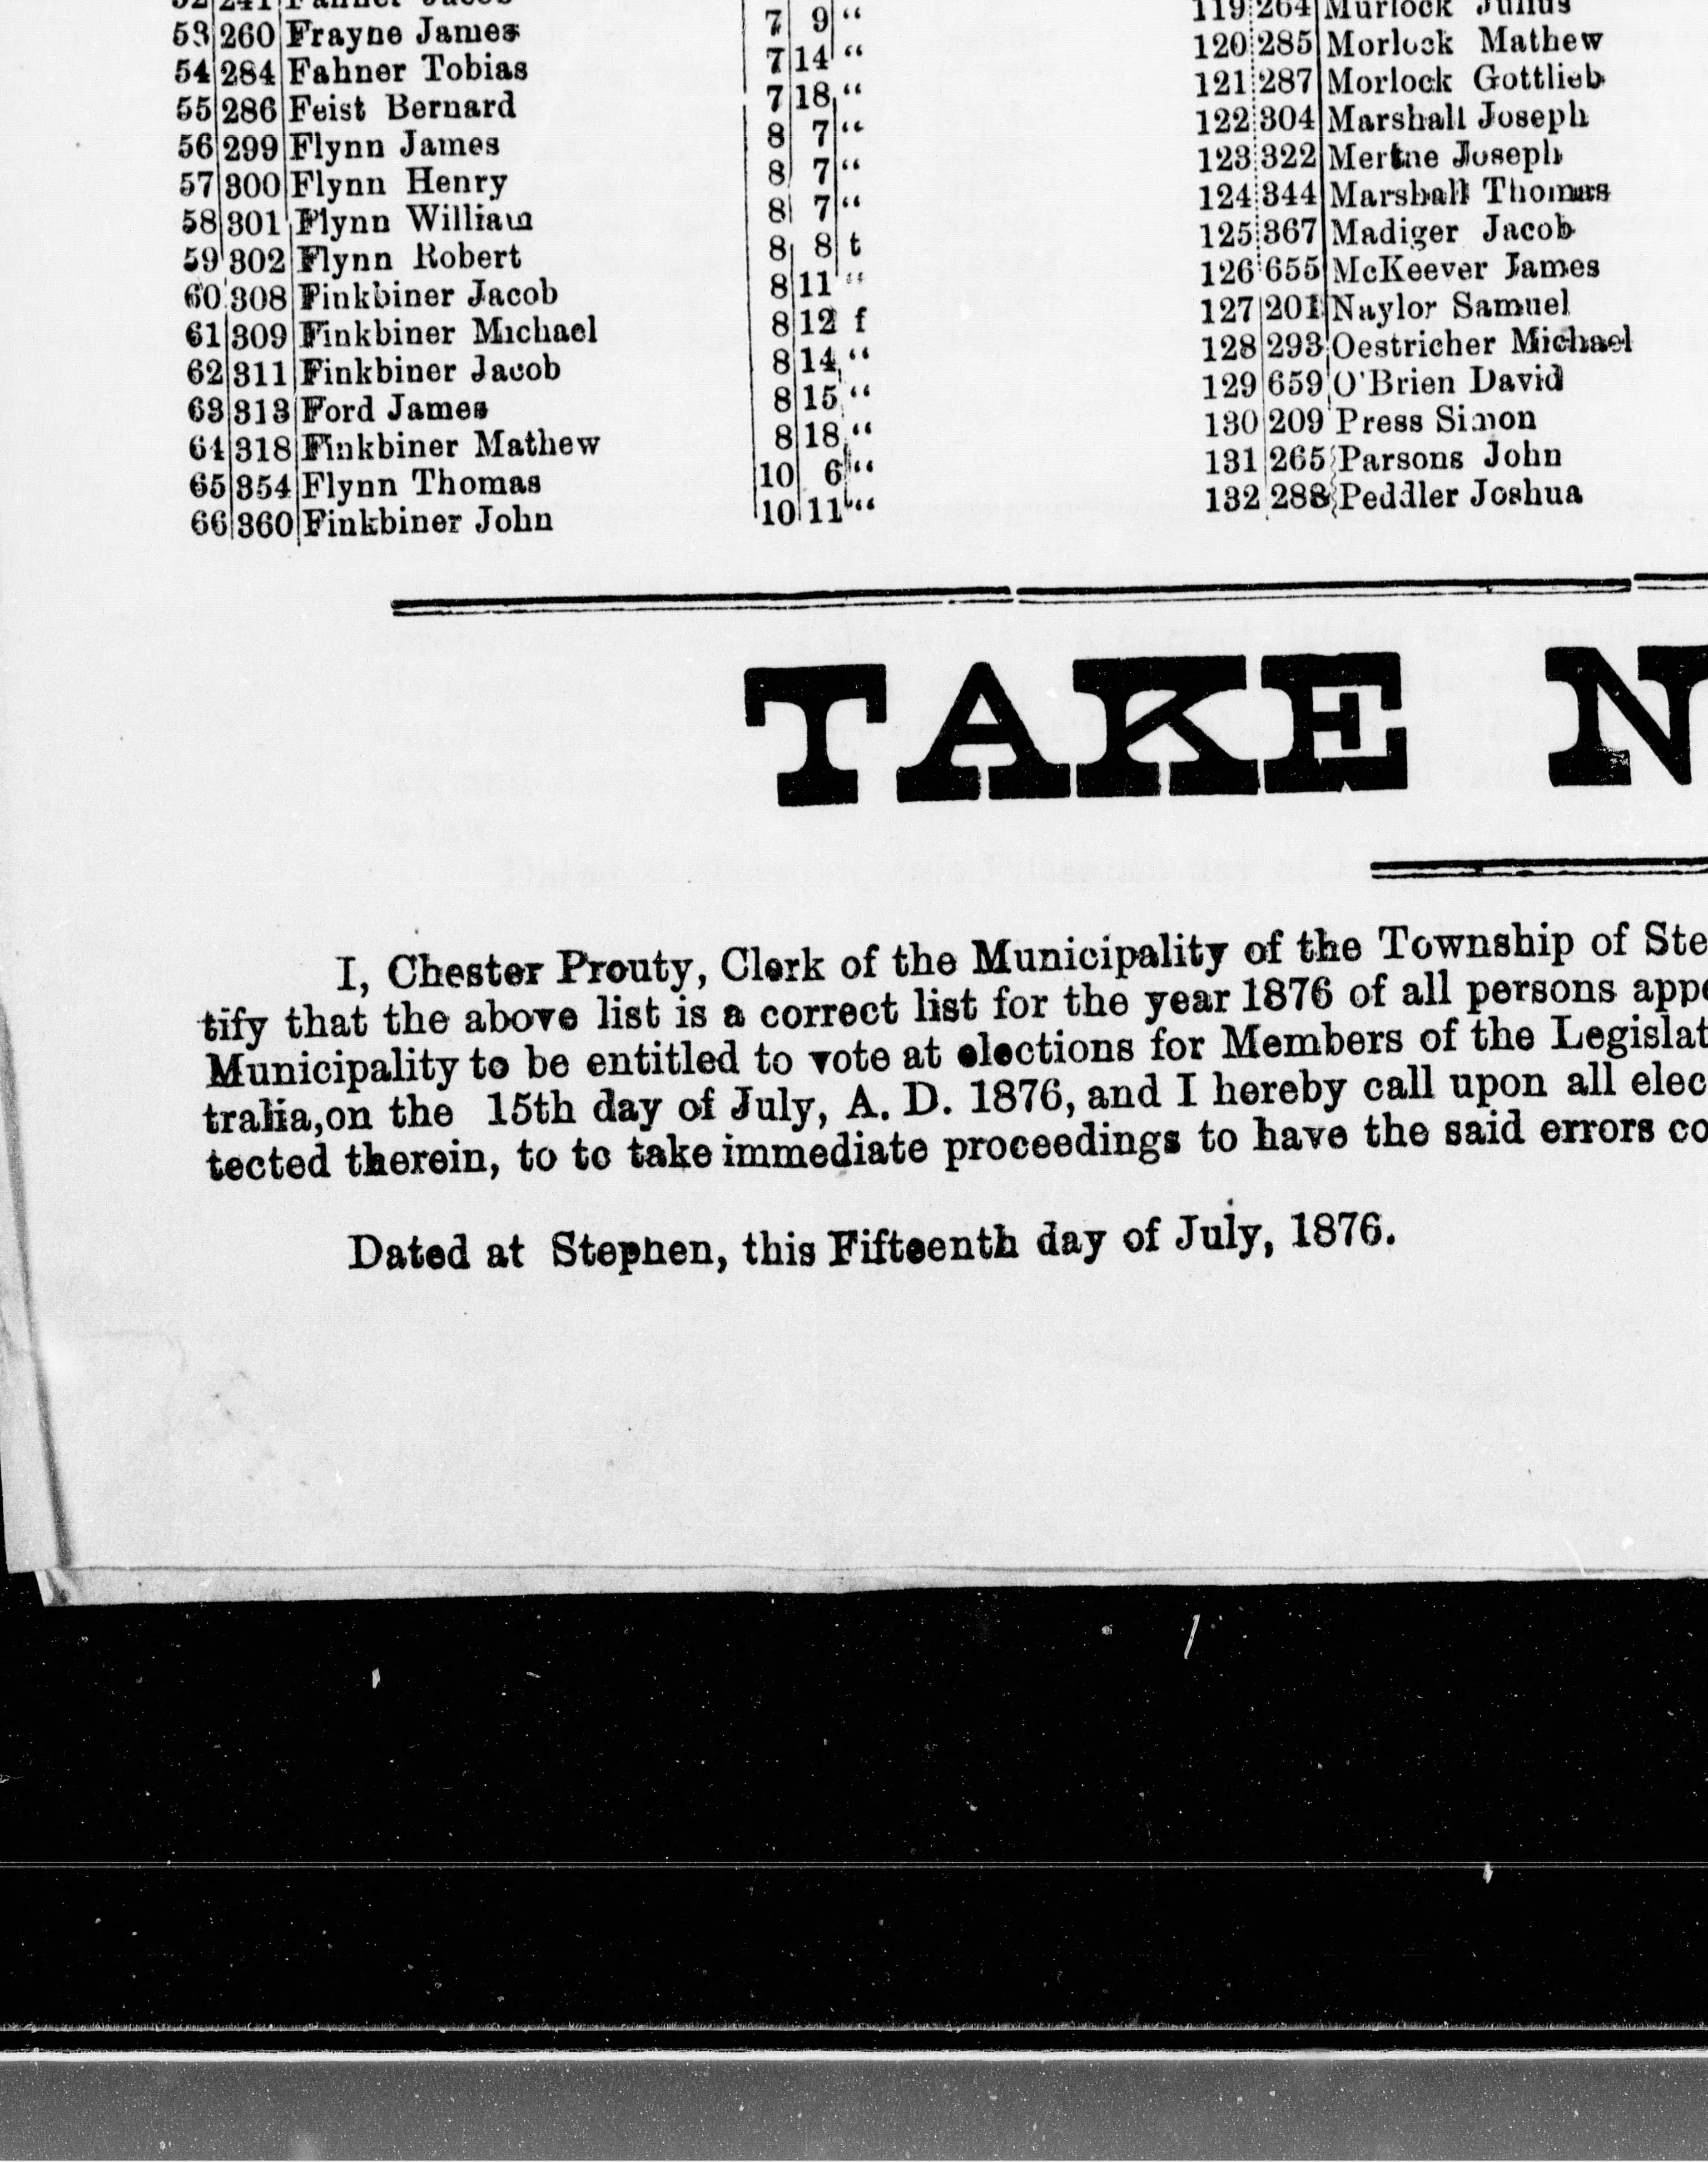 53 260 Frayne James 7 9 “
54 284 Fahner Tobias 7 14 “
55 286 Feist Bernard 7 18 “
56 299 Flynn James 8 7 “
57 300 Flynn Henry 8 7 “
58 301 Flynn William 8 7 “
59 302 Flynn Robert 8 8 t
60 308 Finkbiner Jacob 8 11 “
61 309 Finkbiner Michael 8 12 f
62 311 Finkbiner Jacob 8 14 “
63 313 Ford James 8 15 “
64 318 Finkbiner Mathew 8 18 “
65 354 Flynn Thomas 10 6 “
66 360 Finkbiner John 10 11 “
119 264 Murlock Julius
120 285 Morlock Mathew
121 287 Morlock Gottlieb
122 304 Marshall Joseph
123 322 Mertne Joseph
124 344 Marshall Thomas
125 367 Madiger Jacob
126 655 McKeever James
127 201 Naylor Samuel
128 293 Oestricher Michael
129 659 O'Brien David
130 209 Press Simon
131 265 Parsons John
132 288 Peddler Joshua
TAKE N
I, Chester Prouty, Clerk of the Municipality of the Township of Ste
tify that the above list is a correct list for the year 1876 of all persons appe
Municipality to be entitled to vote at elections for Members of the Legislat
tralia,on the 15th day of July, A. D. 1876, and I hereby call upon all elec
tected therein, to to take immediate proceedings to have the said errors co
Dated at Stephen, this Fifteenth day of July, 1876.